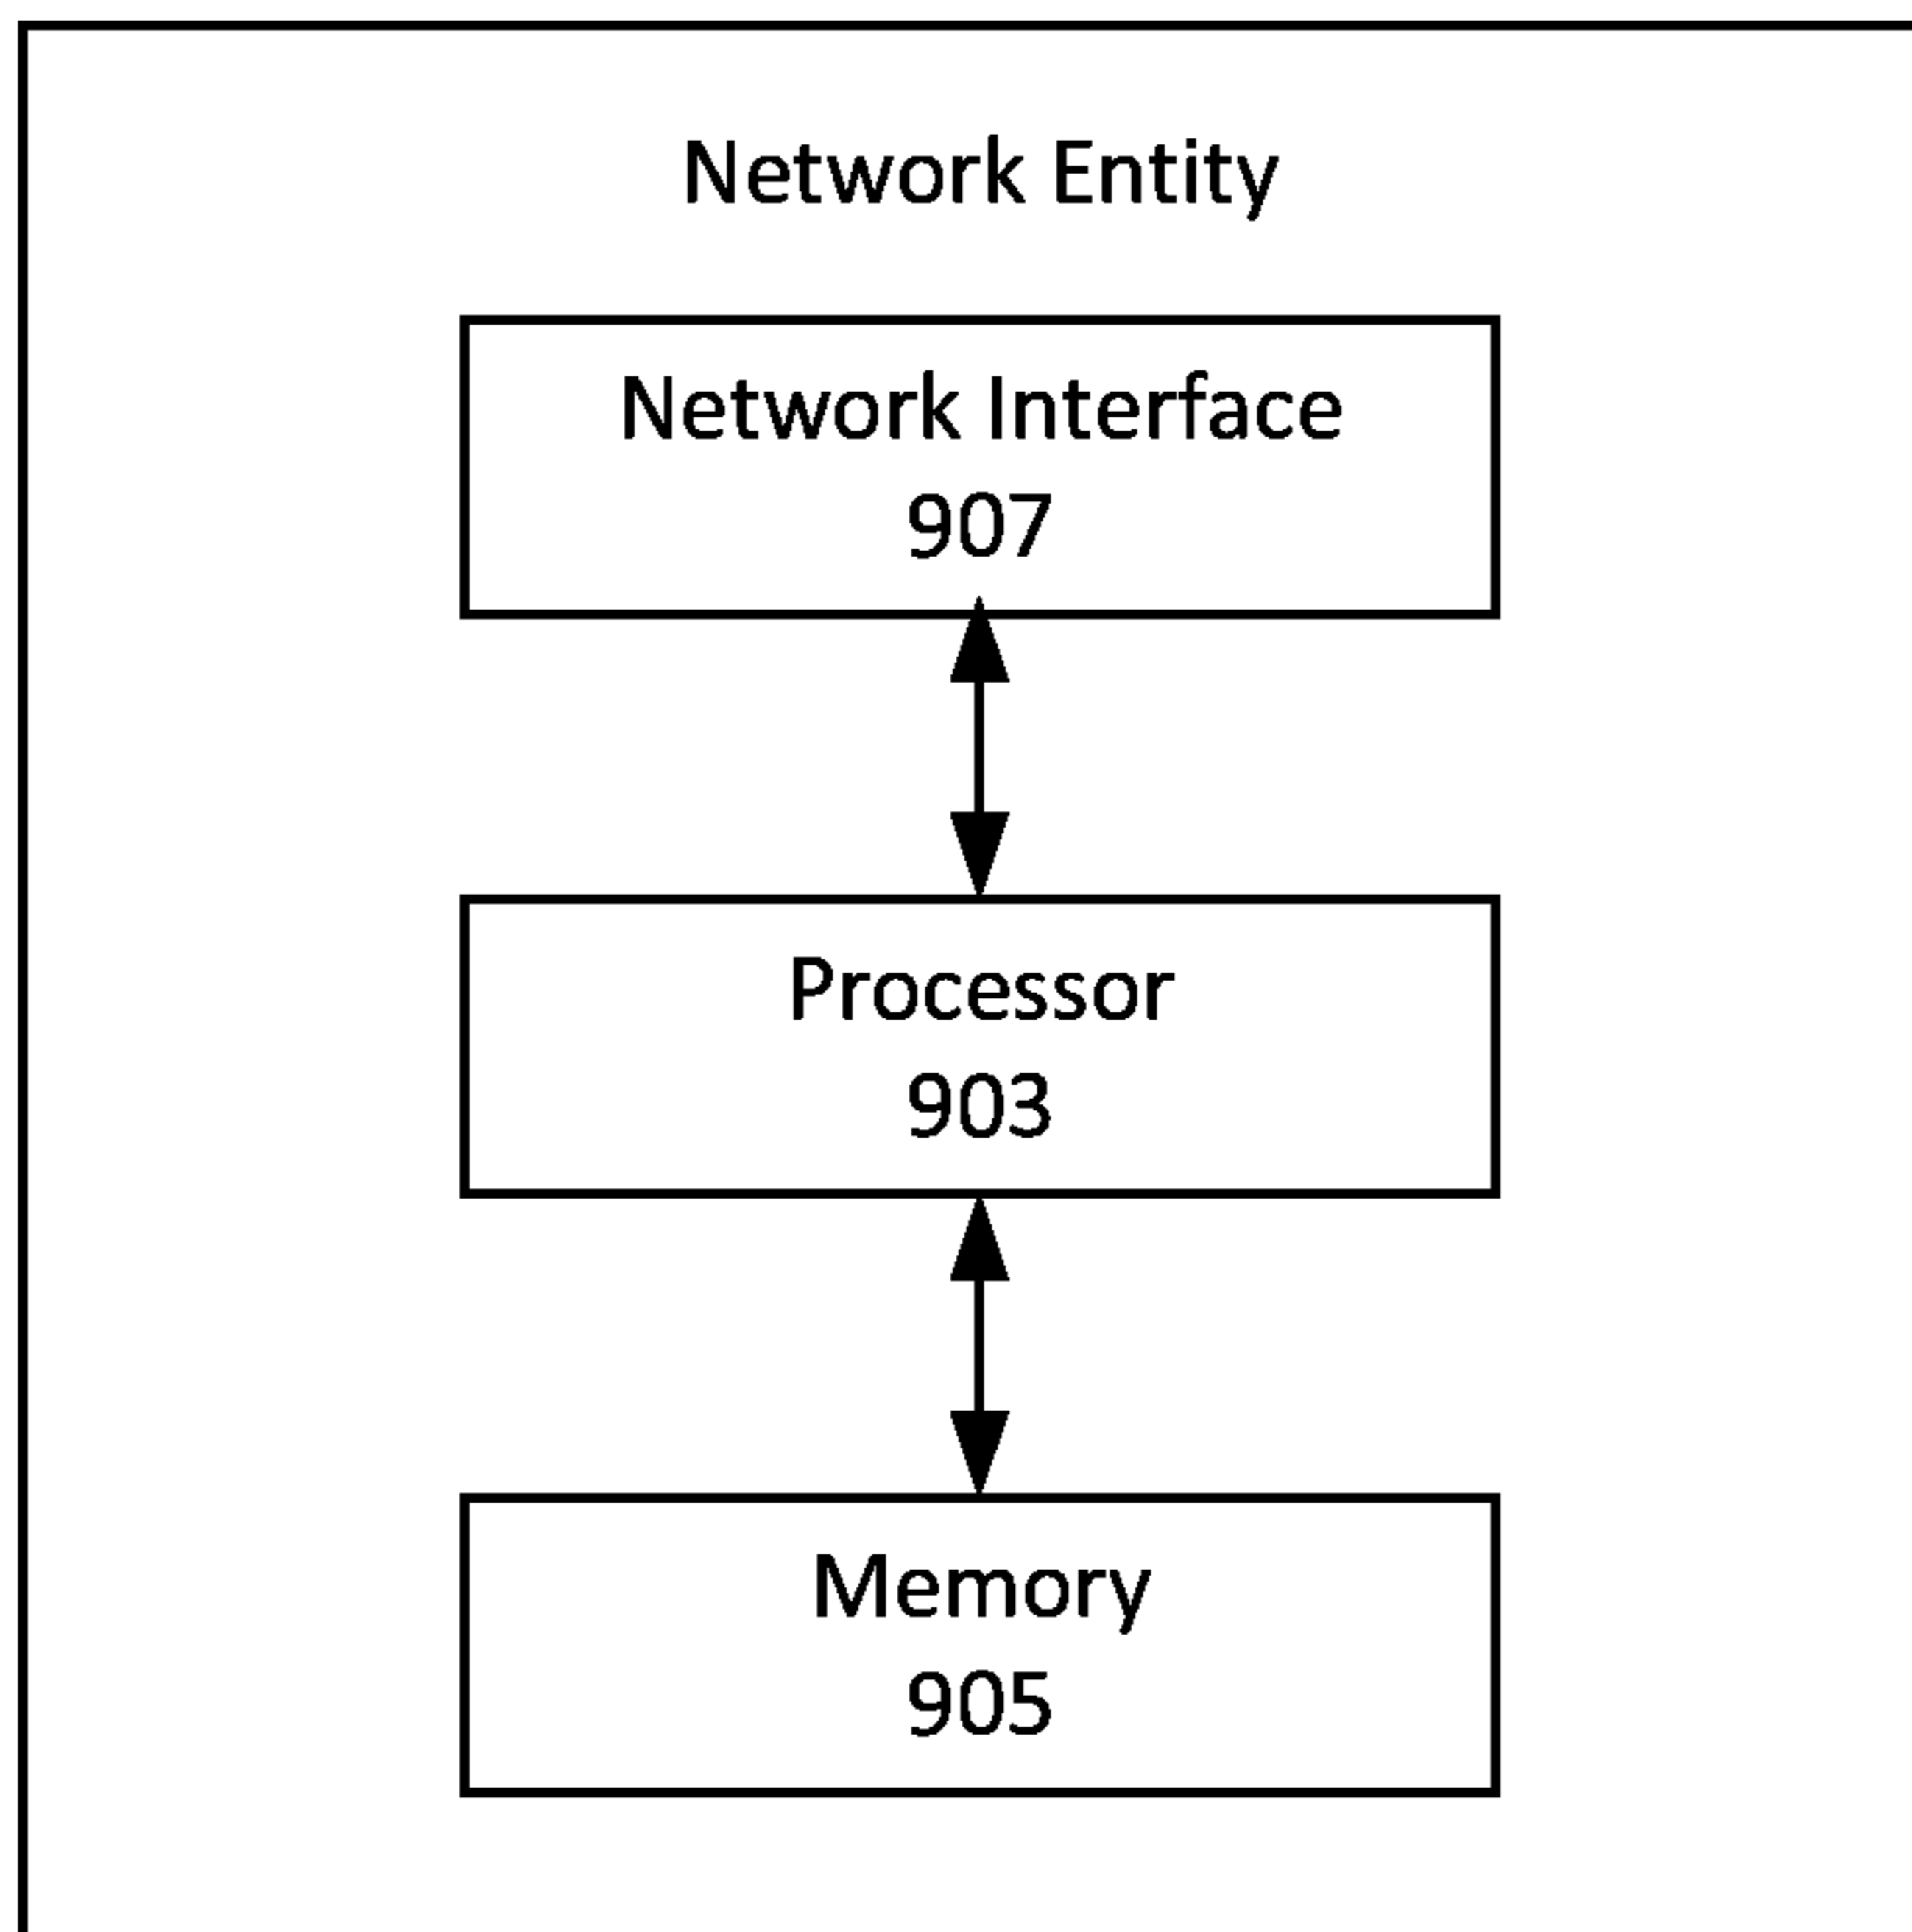 Network Entity
Network Interface
907
Processor
903
Memory
905